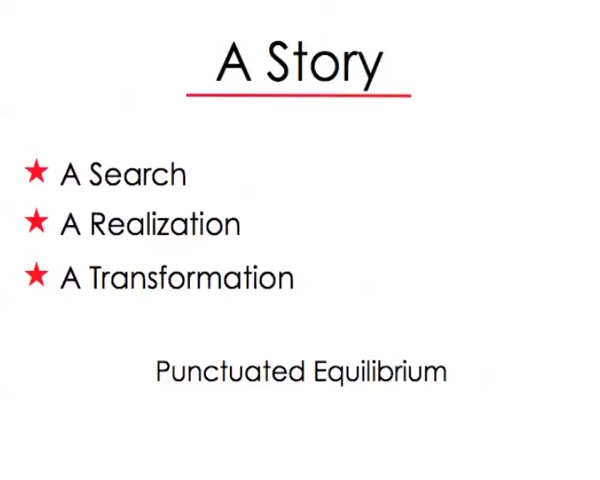 A Story
A Search
A Realization
A Transformation
Punctuated Equilibrium